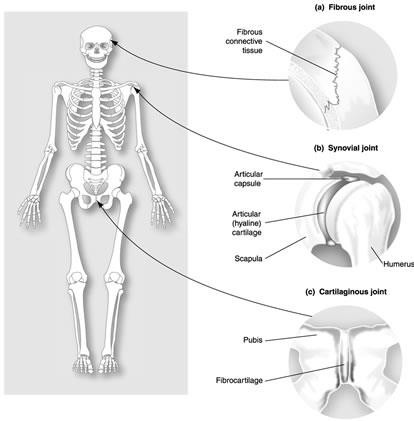 (a) Fibrous joint
Fibrous
connective
tissue
(b) Synovial joint
Articular
capsule
Articular
(hyaline)
cartilage
Scapula
Humerus
(c) Cartilaginous joint
Pubis
Fibrocartilage